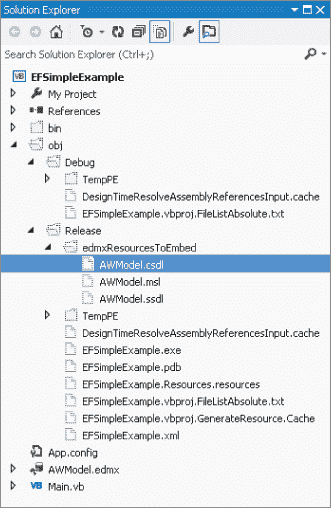 Solution Explorer
Search Solution Explorer (Ctrl+;)
VB EFSimpleExample
My Project
References
bin
obj
Debug
TempPE
DesignTimeResolveAssemblyReferencesInput.cache
EFSimpleExample.vbproj.FileListAbsolute.txt
Release
edmxResourcesToEmbed
AWModel.csdl
AWModel.msl
AWModel.ssdl
TempPE
DesignTimeResolveAssemblyReferencesInput.cache
EFSimpleExample.exe
EFSimpleExample.pdb
EFSimpleExample.Resources.resources
EFSimpleExample.vbproj.FileListAbsolute.txt
EFSimpleExample.vbproj.GenerateResource.Cache
EFSimpleExample.xml
App.config
AWModel.edmx
VB Main.vb